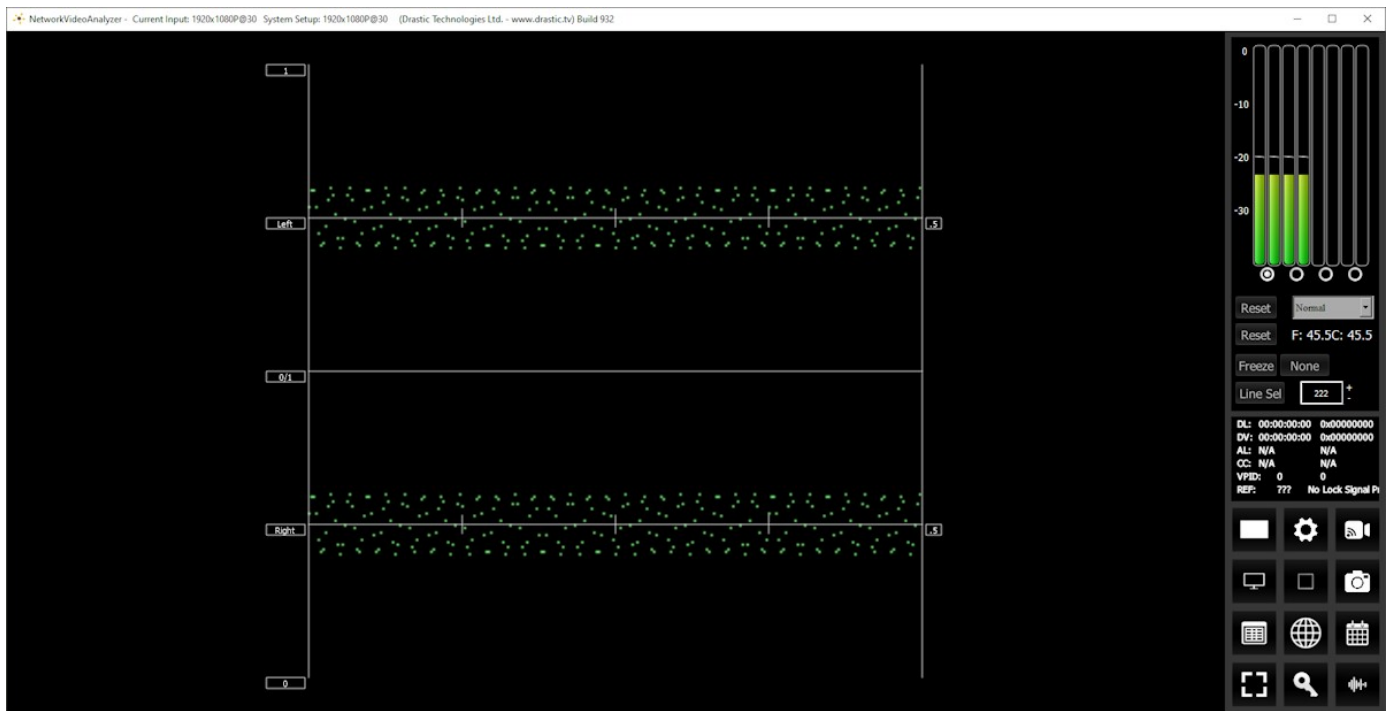 NetworkVideoAnalyzer - Current Input: 1920x1080P@30 System Setup: 1920x1080P@30 (Drastic Technologies Ltd. - www.drastic.tv) Build 932
1
Left
.5
0/1
Right
.5
0
0
-10
-20
-30
Reset Normal
Reset F: 45.5C: 45.5
Freeze None
Line Sel 222 +
-
DL: 00:00:00:00 0x00000000
DV: 00:00:00:00 0x00000000
AL: N/A N/A
CC: N/A N/A
VPID: 0 0
REF: ??? No Lock Signal Pr